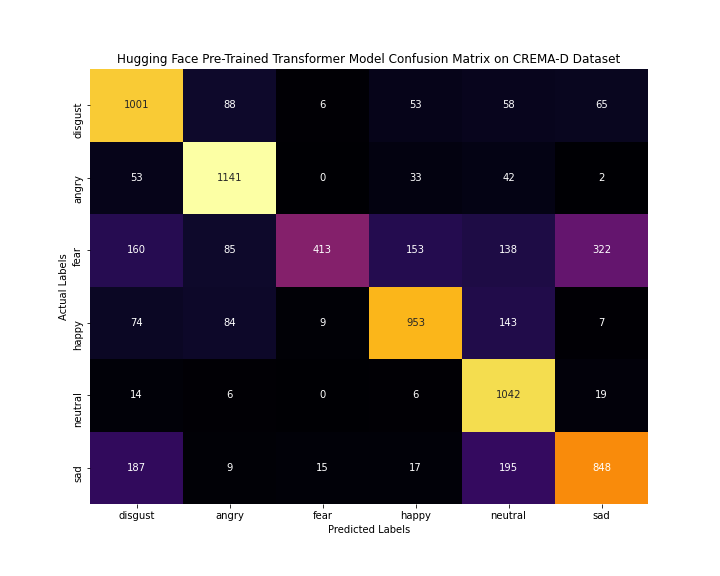 Hugging Face Pre-Trained Transformer Model Confusion Matrix on CREMA-D Dataset
Actual Labels
disgust 1001 88 6 53 58 65
angry 53 1141 0 33 42 2
fear 160 85 413 153 138 322
happy 74 84 9 953 143 7
neutral 14 6 0 6 1042 19
sad 187 9 15 17 195 848
disgust angry fear happy neutral sad
Predicted Labels